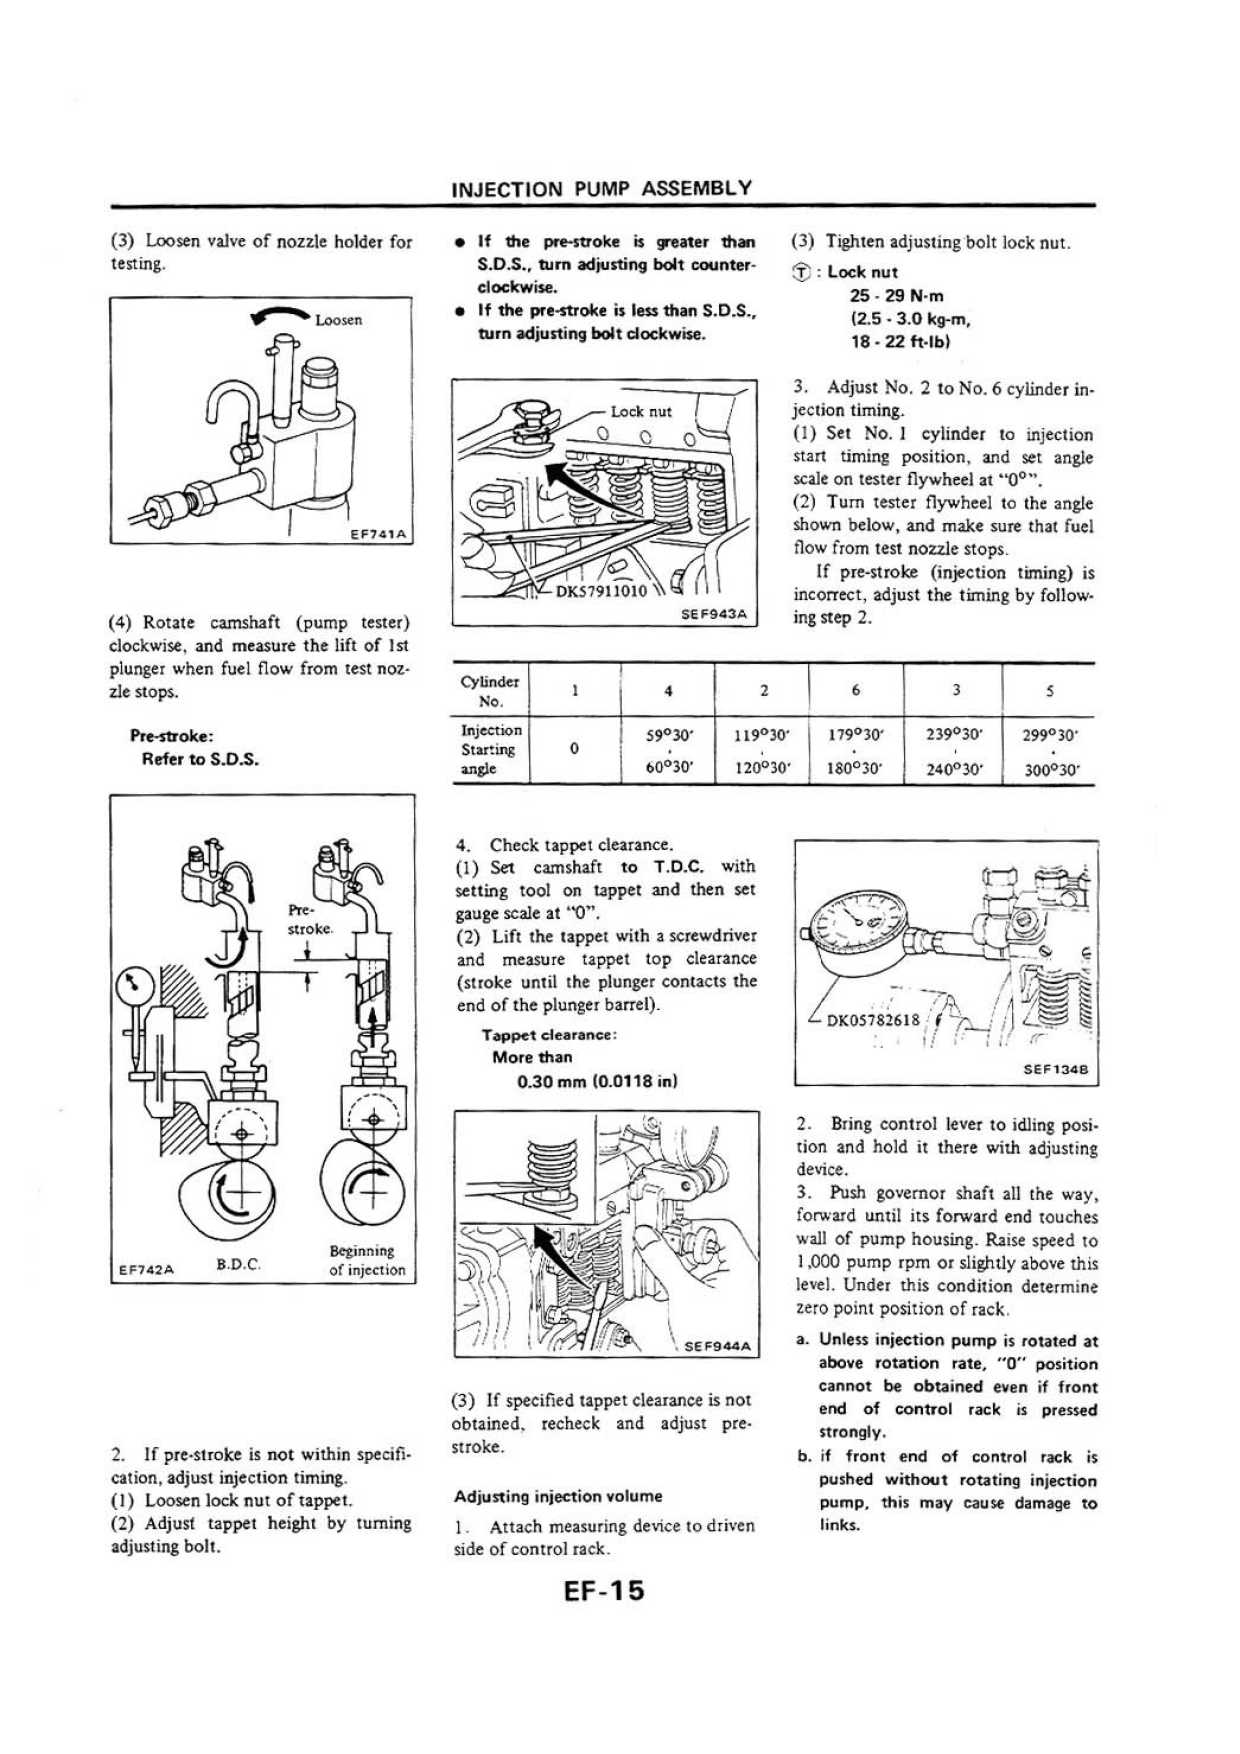 INJECTION PUMP ASSEMBLY
(3) Loosen valve of nozzle holder for
testing.
Loosen
EF741A
(4) Rotate camshaft (pump tester)
clockwise, and measure the lift of 1st
plunger when fuel flow from test noz-
zle stops.
Pre-stroke:
Refer to S.D.S.
Pre-
stroke.
B.D.C.
Beginning
of injection
EF742A
2. If pre-stroke is not within specifi-
cation, adjust injection timing.
(1) Loosen lock nut of tappet.
(2) Adjust tappet height by turning
adjusting bolt.
● If the pre-stroke is greater than
S.D.S., turn adjusting bolt counter-
clockwise.
● If the pre-stroke is less than S.D.S.,
turn adjusting bolt clockwise.
Lock nut
DKS7911010
SEF943A
(3) Tighten adjusting bolt lock nut.
Ⓣ : Lock nut
25 - 29 N·m
(2.5 - 3.0 kg-m,
18 - 22 ft-lb)
3. Adjust No. 2 to No. 6 cylinder in-
jection timing.
(1) Set No. 1 cylinder to injection
start timing position, and set angle
scale on tester flywheel at "0°".
(2) Turn tester flywheel to the angle
shown below, and make sure that fuel
flow from test nozzle stops.
If pre-stroke (injection timing) is
incorrect, adjust the timing by follow-
ing step 2.
Cylinder No. 1 4 2 6 3 5
Injection Starting angle 0 59°30' - 60°30' 119°30' - 120°30' 179°30' - 180°30' 239°30' - 240°30' 299°30' - 300°30'
4. Check tappet clearance.
(1) Set camshaft to T.D.C. with
setting tool on tappet and then set
gauge scale at "0".
(2) Lift the tappet with a screwdriver
and measure tappet top clearance
(stroke until the plunger contacts the
end of the plunger barrel).
Tappet clearance:
More than
0.30 mm (0.0118 in)
SEF944A
(3) If specified tappet clearance is not
obtained, recheck and adjust pre-
stroke.
Adjusting injection volume
1. Attach measuring device to driven
side of control rack.
DK05782618
SEF134B
2. Bring control lever to idling posi-
tion and hold it there with adjusting
device.
3. Push governor shaft all the way,
forward until its forward end touches
wall of pump housing. Raise speed to
1,000 pump rpm or slightly above this
level. Under this condition determine
zero point position of rack.
a. Unless injection pump is rotated at
above rotation rate, "0" position
cannot be obtained even if front
end of control rack is pressed
strongly.
b. if front end of control rack is
pushed without rotating injection
pump, this may cause damage to
links.
EF-15